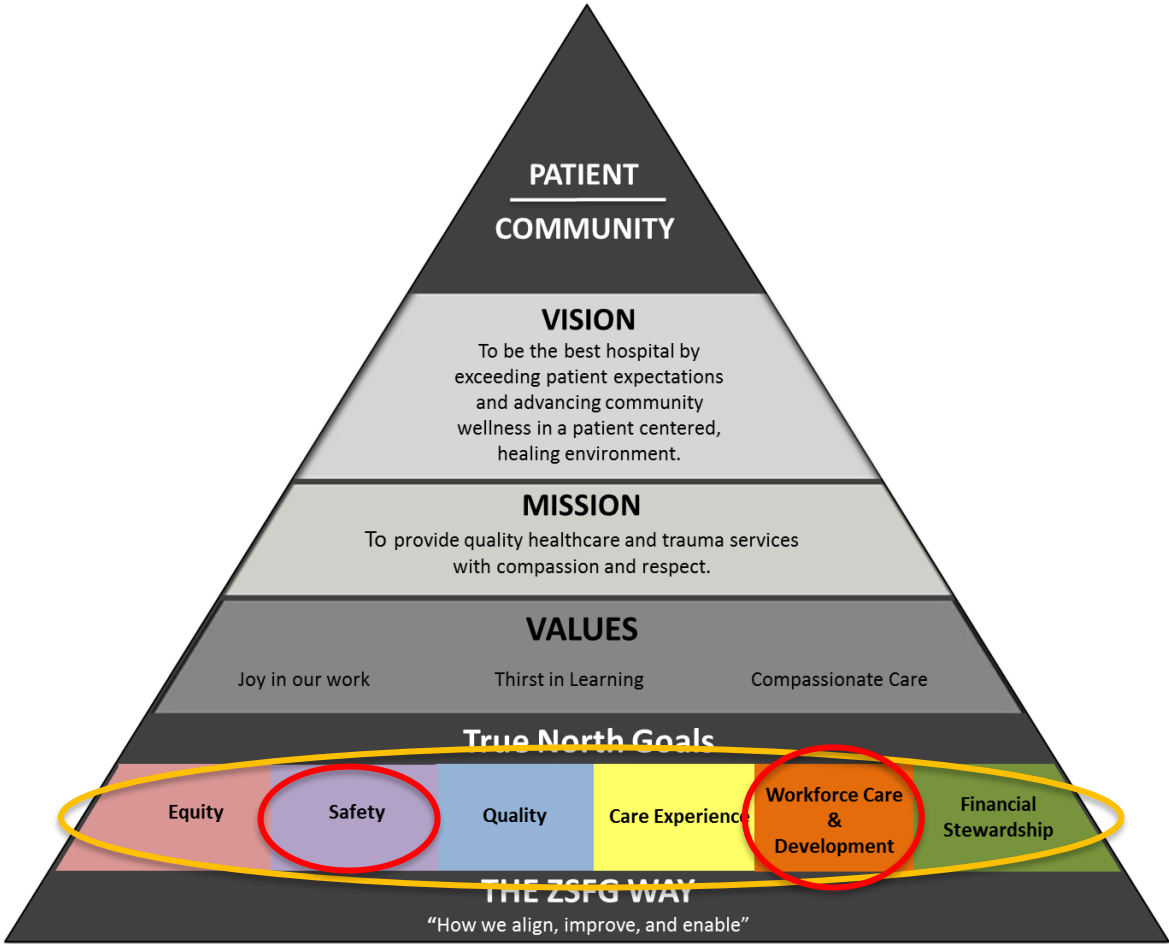 PATIENT
COMMUNITY
VISION
To be the best hospital by
exceeding patient expectations
and advancing community
wellness in a patient centered,
healing environment.
MISSION
To provide quality healthcare and trauma services
with compassion and respect.
VALUES
Joy in our work
Thirst in Learning
Compassionate Care
True North Goals
Equity
Safety
Quality
Care Experience
Workforce Care
&
Development
Financial
Stewardship
THE ZSFG WAY
“How we align, improve, and enable”